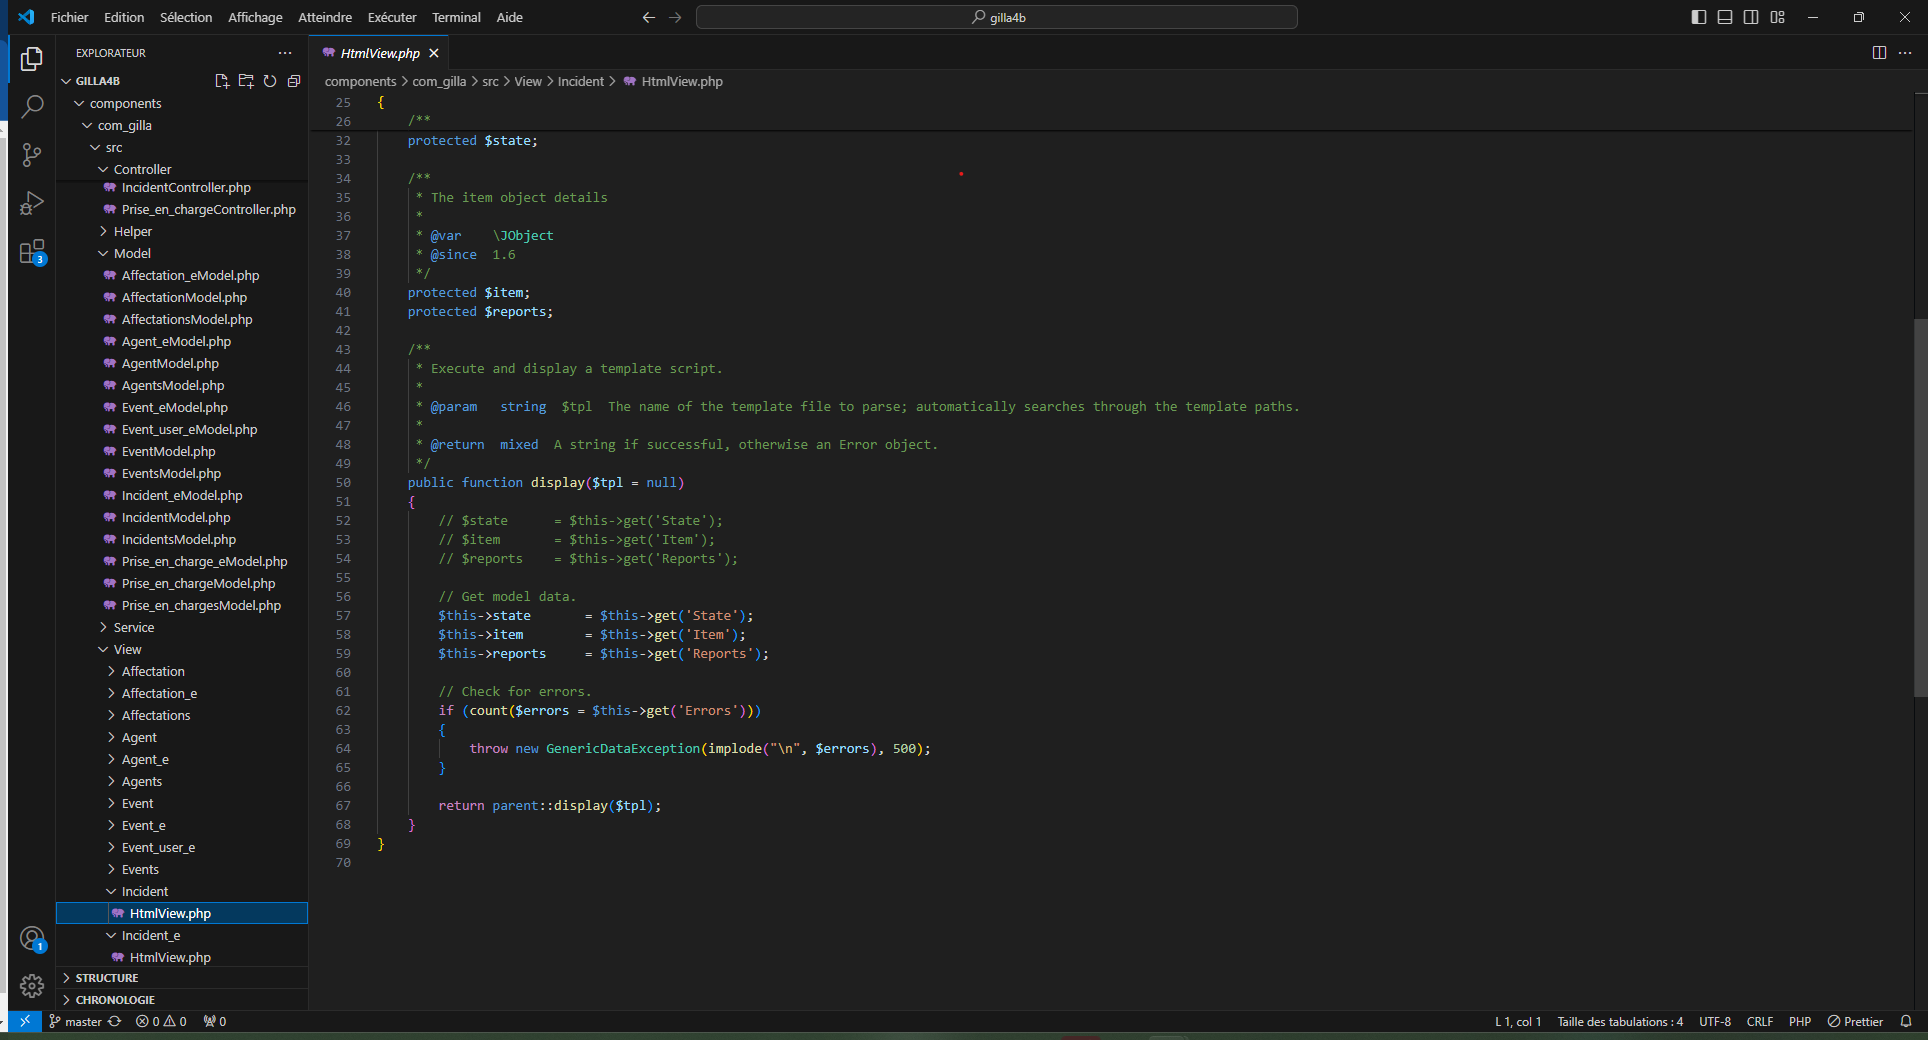 Fichier Edition Sélection Affichage Atteindre Exécuter Terminal Aide
gilla4b
EXPLORATEUR
GILLA4B
components
com_gilla
src
Controller
IncidentController.php
Prise_en_chargeController.php
Helper
Model
Affectation_eModel.php
AffectationModel.php
AffectationsModel.php
Agent_eModel.php
AgentModel.php
AgentsModel.php
Event_eModel.php
Event_user_eModel.php
EventModel.php
EventsModel.php
Incident_eModel.php
IncidentModel.php
IncidentsModel.php
Prise_en_charge_eModel.php
Prise_en_chargeModel.php
Prise_en_chargesModel.php
Service
View
Affectation
Affectation_e
Affectations
Agent
Agent_e
Agents
Event
Event_e
Event_user_e
Events
Incident
HtmlView.php
Incident_e
HtmlView.php
STRUCTURE
CHRONOLOGIE
3
1
HtmlView.php
components > com_gilla > src > View > Incident > HtmlView.php
25 {
26 /**
32 protected $state;
33
34 /**
35 * The item object details
36 *
37 * @var    \JObject
38 * @since  1.6
39 */
40 protected $item;
41 protected $reports;
42
43 /**
44 * Execute and display a template script.
45 *
46 * @param   string  $tpl  The name of the template file to parse; automatically searches through the template paths.
47 *
48 * @return  mixed  A string if successful, otherwise an Error object.
49 */
50 public function display($tpl = null)
51 {
52 // $state      = $this->get('State');
53 // $item       = $this->get('Item');
54 // $reports    = $this->get('Reports');
55
56 // Get model data.
57 $this->state       = $this->get('State');
58 $this->item        = $this->get('Item');
59 $this->reports     = $this->get('Reports');
60
61 // Check for errors.
62 if (count($errors = $this->get('Errors')))
63 {
64 throw new GenericDataException(implode("\n", $errors), 500);
65 }
66
67 return parent::display($tpl);
68 }
69 }
70
master 0 0 0
L 1, col 1 Taille des tabulations : 4 UTF-8 CRLF PHP Prettier